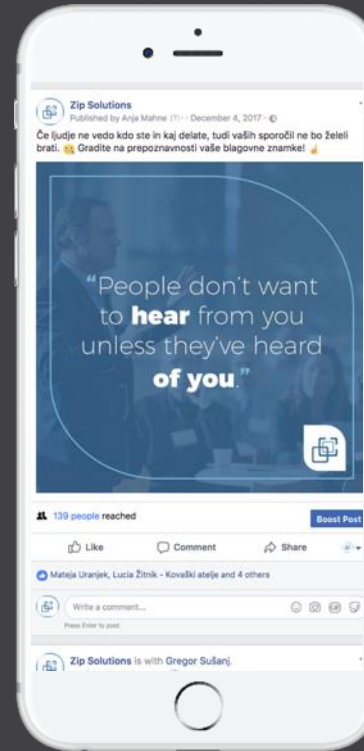 Zip Solutions
Published by Anja Mahne [?] · December 4, 2017 ·
Če ljudje ne vedo kdo ste in kaj delate, tudi vaših sporočil ne bo želeli
brati. 😉 Gradite na prepoznavnosti vaše blagovne znamke! ☝️
“People don’t want
to hear from you
unless they’ve heard
of you.”
139 people reached
Boost Post
Like Comment Share
Mateja Uranjek, Lucia Žitnik - Kovaški atelje and 4 others
Write a comment...
Press Enter to post.
Zip Solutions is with Gregor Sušanj.